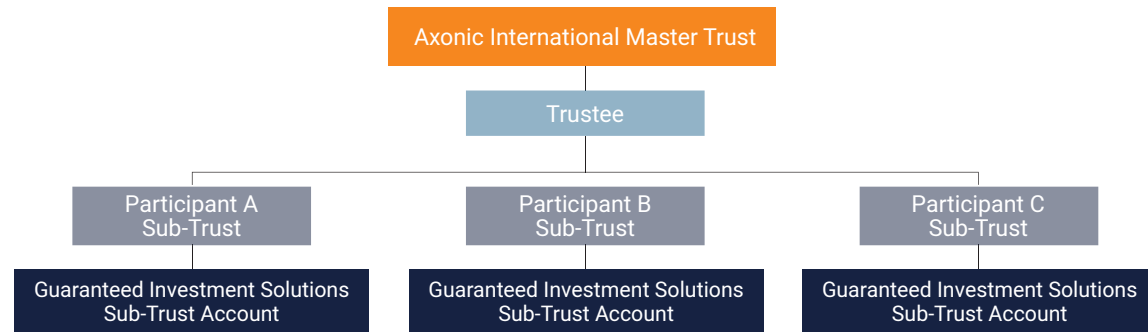 Axonic International Master Trust
Trustee
Participant A
Sub-Trust
Participant B
Sub-Trust
Participant C
Sub-Trust
Guaranteed Investment Solutions
Sub-Trust Account
Guaranteed Investment Solutions
Sub-Trust Account
Guaranteed Investment Solutions
Sub-Trust Account